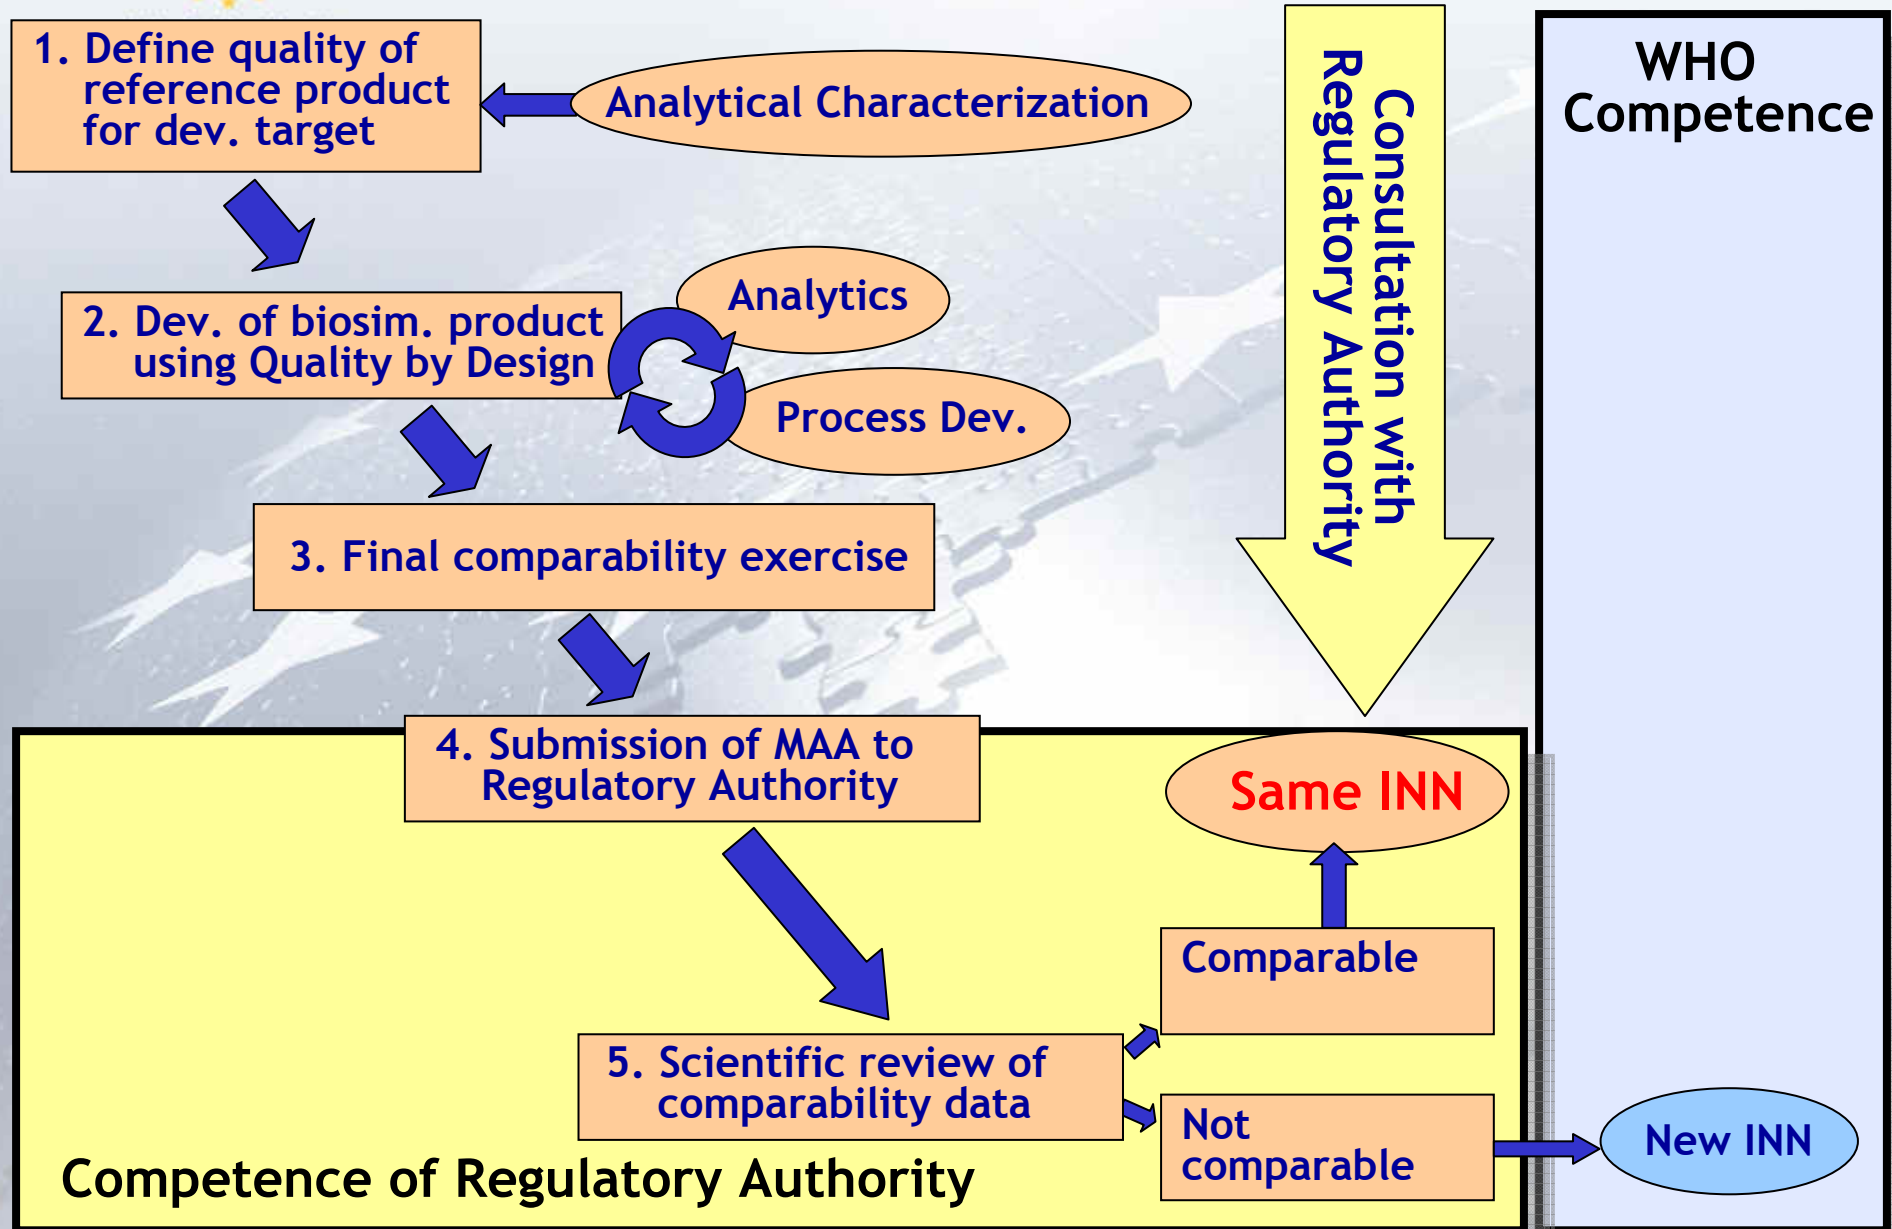 1. Define quality of
reference product
for dev. target
Analytical Characterization
Consultation with
Regulatory Authority
WHO
Competence
2. Dev. of biosim. product
using Quality by Design
Analytics
Process Dev.
3. Final comparability exercise
4. Submission of MAA to
Regulatory Authority
Same INN
Comparable
5. Scientific review of
comparability data
Not
comparable
New INN
Competence of Regulatory Authority